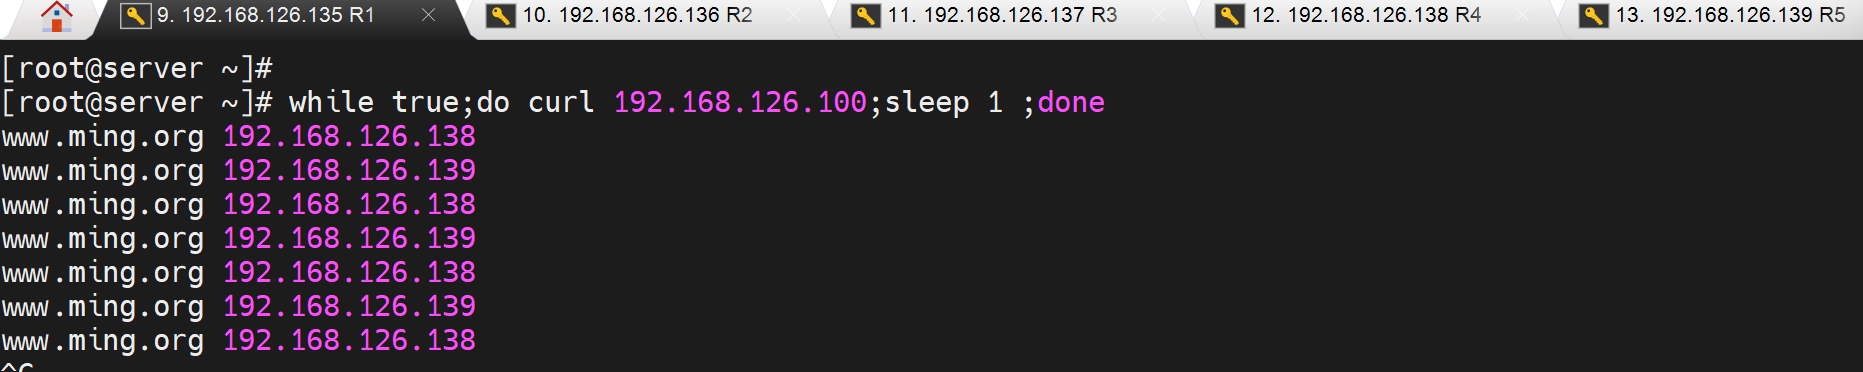 9. 192.168.126.135 R1
10. 192.168.126.136 R2
11. 192.168.126.137 R3
12. 192.168.126.138 R4
13. 192.168.126.139 R5
[root@server ~]#
[root@server ~]# while true;do curl 192.168.126.100;sleep 1 ;done
www.ming.org 192.168.126.138
www.ming.org 192.168.126.139
www.ming.org 192.168.126.138
www.ming.org 192.168.126.139
www.ming.org 192.168.126.138
www.ming.org 192.168.126.139
www.ming.org 192.168.126.138
^C